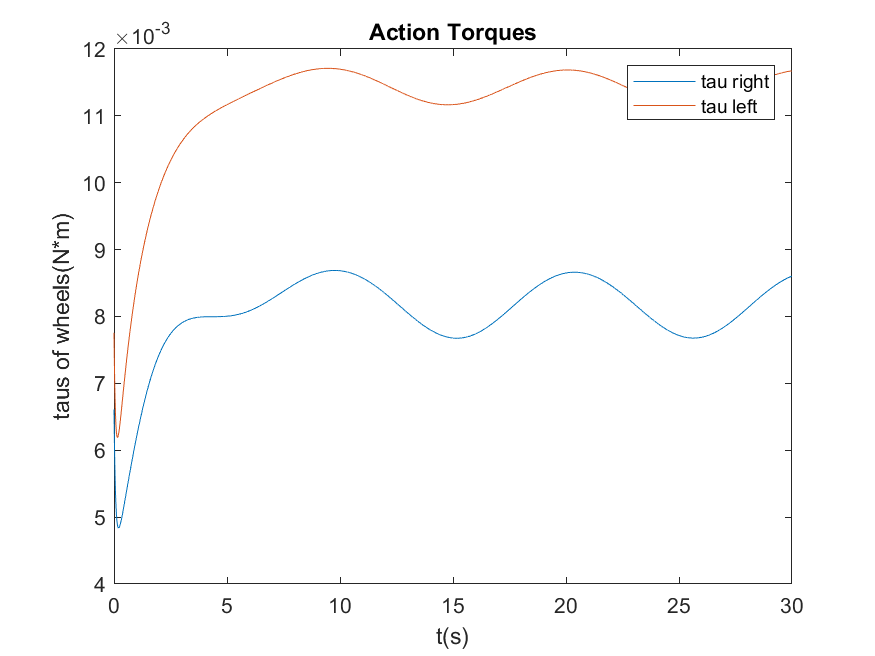 Action Torques
×10-3
12
11
10
9
8
7
6
5
4
taus of wheels(N*m)
tau right
tau left
0 5 10 15 20 25 30
t(s)